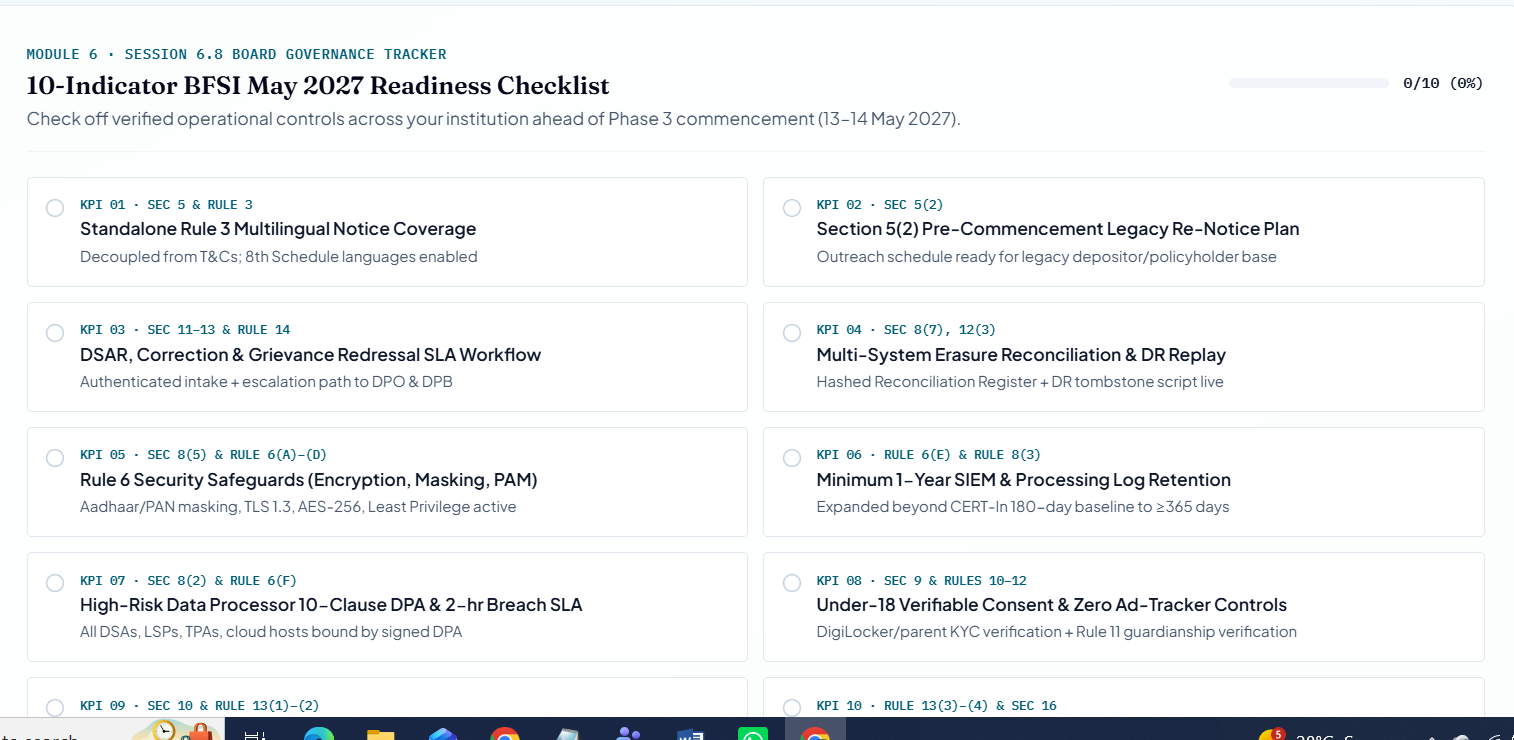 MODULE 6 · SESSION 6.8 BOARD GOVERNANCE TRACKER
10-Indicator BFSI May 2027 Readiness Checklist
0/10 (0%)
Check off verified operational controls across your institution ahead of Phase 3 commencement (13–14 May 2027).
KPI 01 · SEC 5 & RULE 3
Standalone Rule 3 Multilingual Notice Coverage
Decoupled from T&Cs; 8th Schedule languages enabled
KPI 02 · SEC 5(2)
Section 5(2) Pre-Commencement Legacy Re-Notice Plan
Outreach schedule ready for legacy depositor/policyholder base
KPI 03 · SEC 11–13 & RULE 14
DSAR, Correction & Grievance Redressal SLA Workflow
Authenticated intake + escalation path to DPO & DPB
KPI 04 · SEC 8(7), 12(3)
Multi-System Erasure Reconciliation & DR Replay
Hashed Reconciliation Register + DR tombstone script live
KPI 05 · SEC 8(5) & RULE 6(A)–(D)
Rule 6 Security Safeguards (Encryption, Masking, PAM)
Aadhaar/PAN masking, TLS 1.3, AES-256, Least Privilege active
KPI 06 · RULE 6(E) & RULE 8(3)
Minimum 1-Year SIEM & Processing Log Retention
Expanded beyond CERT-In 180-day baseline to ≥365 days
KPI 07 · SEC 8(2) & RULE 6(F)
High-Risk Data Processor 10-Clause DPA & 2-hr Breach SLA
All DSAs, LSPs, TPAs, cloud hosts bound by signed DPA
KPI 08 · SEC 9 & RULES 10–12
Under-18 Verifiable Consent & Zero Ad-Tracker Controls
DigiLocker/parent KYC verification + Rule 11 guardianship verification
KPI 09 · SEC 10 & RULE 13(1)–(2)
KPI 10 · RULE 13(3)–(4) & SEC 16
to search
5